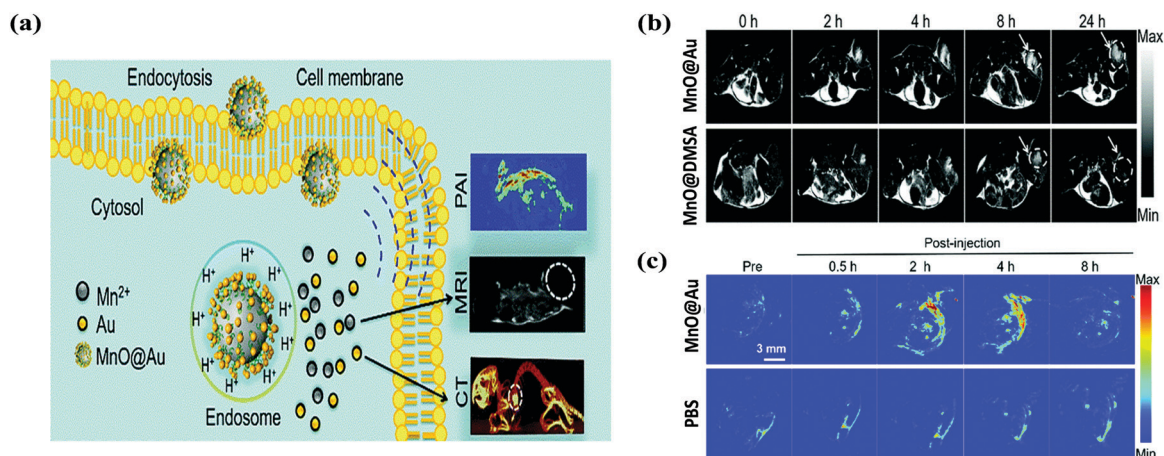 (a)
Endocytosis
Cell membrane
Cytosol
H⁺ H⁺ H⁺ H⁺ H⁺ H⁺ H⁺ H⁺ H⁺ H⁺
Mn²⁺
Au
MnO@Au
Endosome
PAI
MRI
CT
(b)
0 h 2 h 4 h 8 h 24 h
MnO@Au
MnO@DMSA
Max
Min
(c)
Post-injection
Pre 0.5 h 2 h 4 h 8 h
MnO@Au
3 mm
PBS
Max
Min